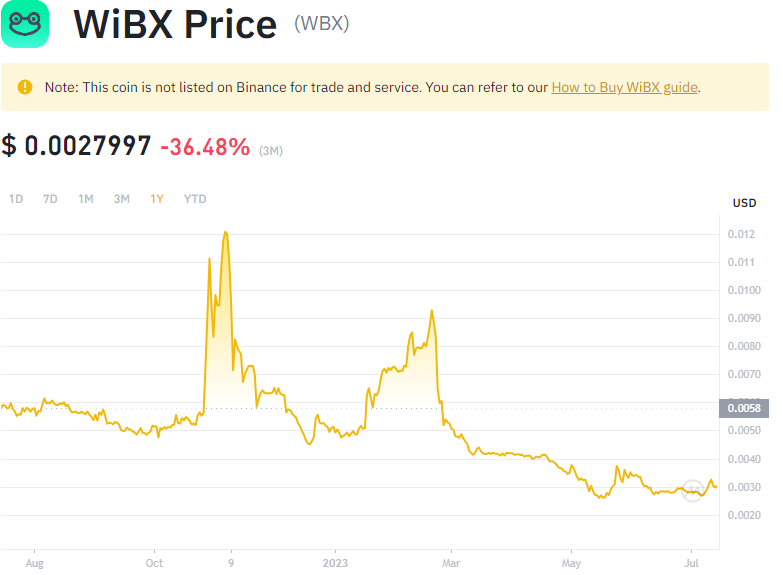 WiBX Price (WBX)
Note: This coin is not listed on Binance for trade and service. You can refer to our How to Buy WiBX guide.
$ 0.0027997 -36.48% (3M)
1D 7D 1M 3M 1Y YTD
USD
0.012
0.011
0.0100
0.0090
0.0080
0.0070
0.0058
0.0050
0.0040
0.0030
0.0020
Aug Oct 9 2023 Mar May Jul